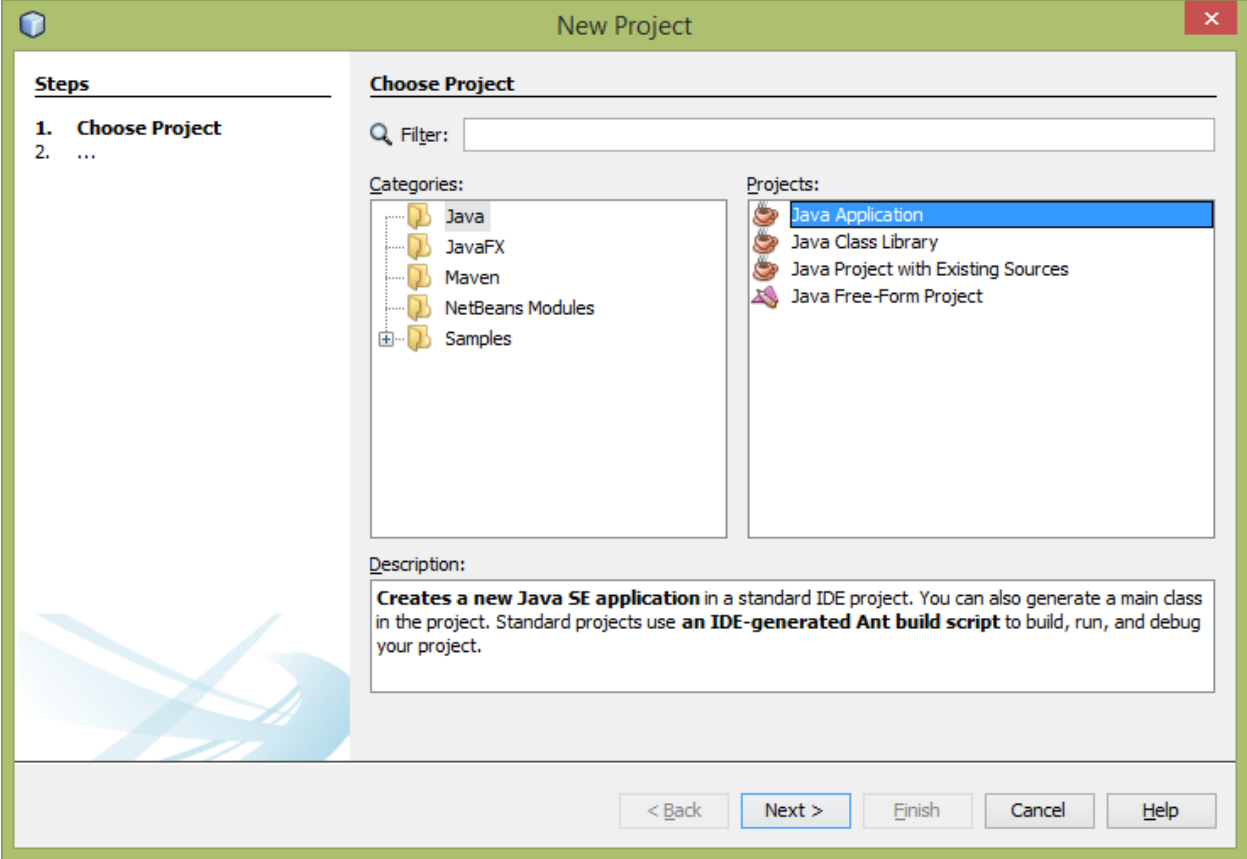 New Project
Steps
1. Choose Project
2. ...
Choose Project
Filter:
Categories:
Java
JavaFX
Maven
NetBeans Modules
Samples
Projects:
Java Application
Java Class Library
Java Project with Existing Sources
Java Free-Form Project
Description:
Creates a new Java SE application in a standard IDE project. You can also generate a main class
in the project. Standard projects use an IDE-generated Ant build script to build, run, and debug
your project.
< Back Next > Finish Cancel Help